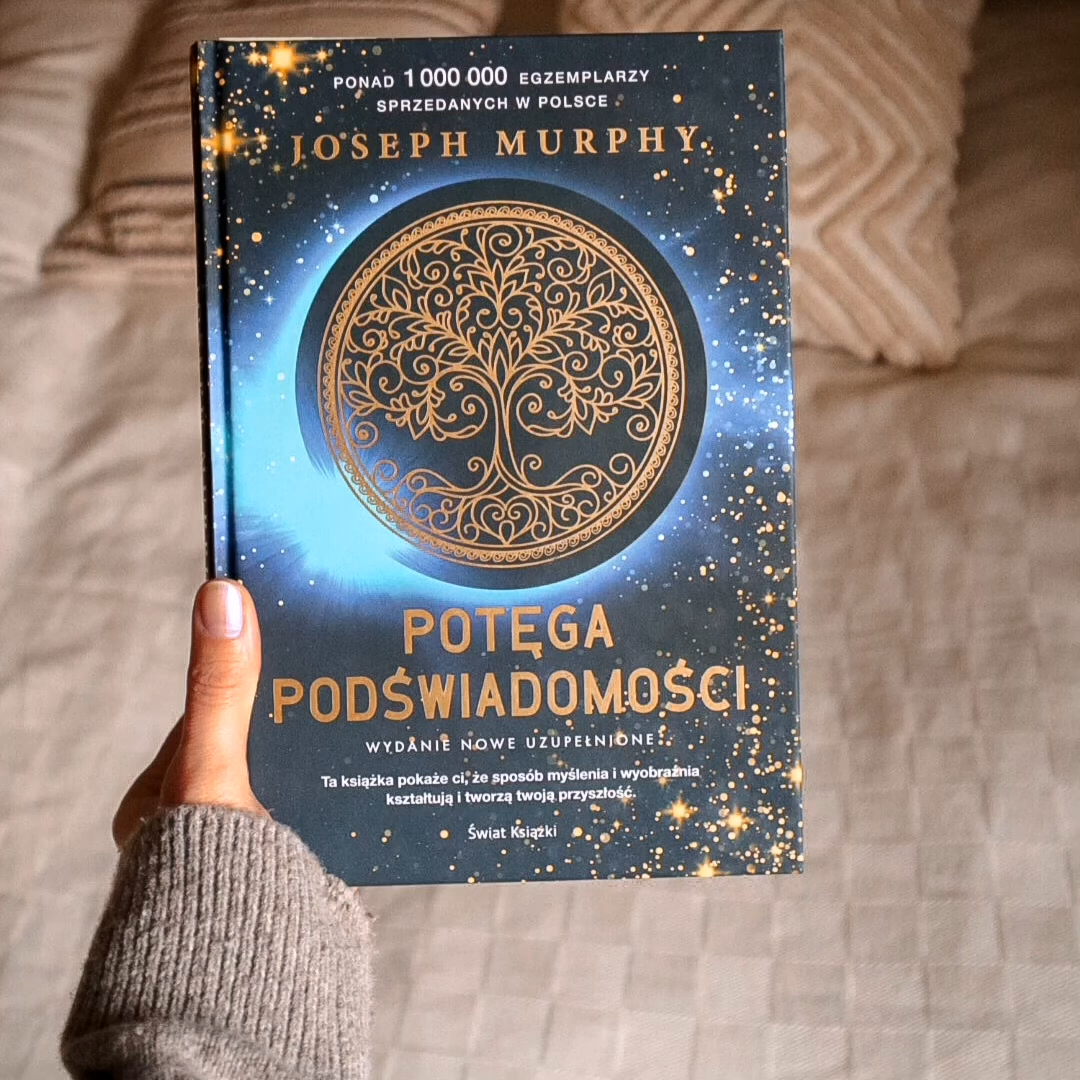 PONAD 1 000 000 EGZEMPLARZY
SPRZEDANYCH W POLSCE
JOSEPH MURPHY
POTĘGA
PODŚWIADOMOŚCI
WYDANIE NOWE UZUPEŁNIONE
Ta książka pokaże ci, że sposób myślenia i wyobraźnia
kształtują i tworzą twoją przyszłość.
Świat Książki